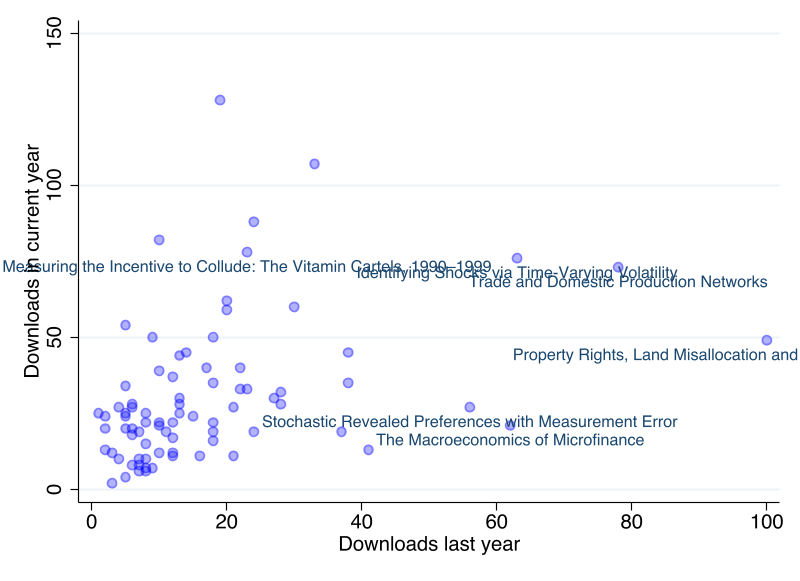 150
100
50
0
Downloads in current year
Measuring the Incentive to Collude: The Vitamin Cartels, 1990–1999
Identifying Shocks via Time-Varying Volatility
Trade and Domestic Production Networks
Property Rights, Land Misallocation and
Stochastic Revealed Preferences with Measurement Error
The Macroeconomics of Microfinance
0 20 40 60 80 100
Downloads last year